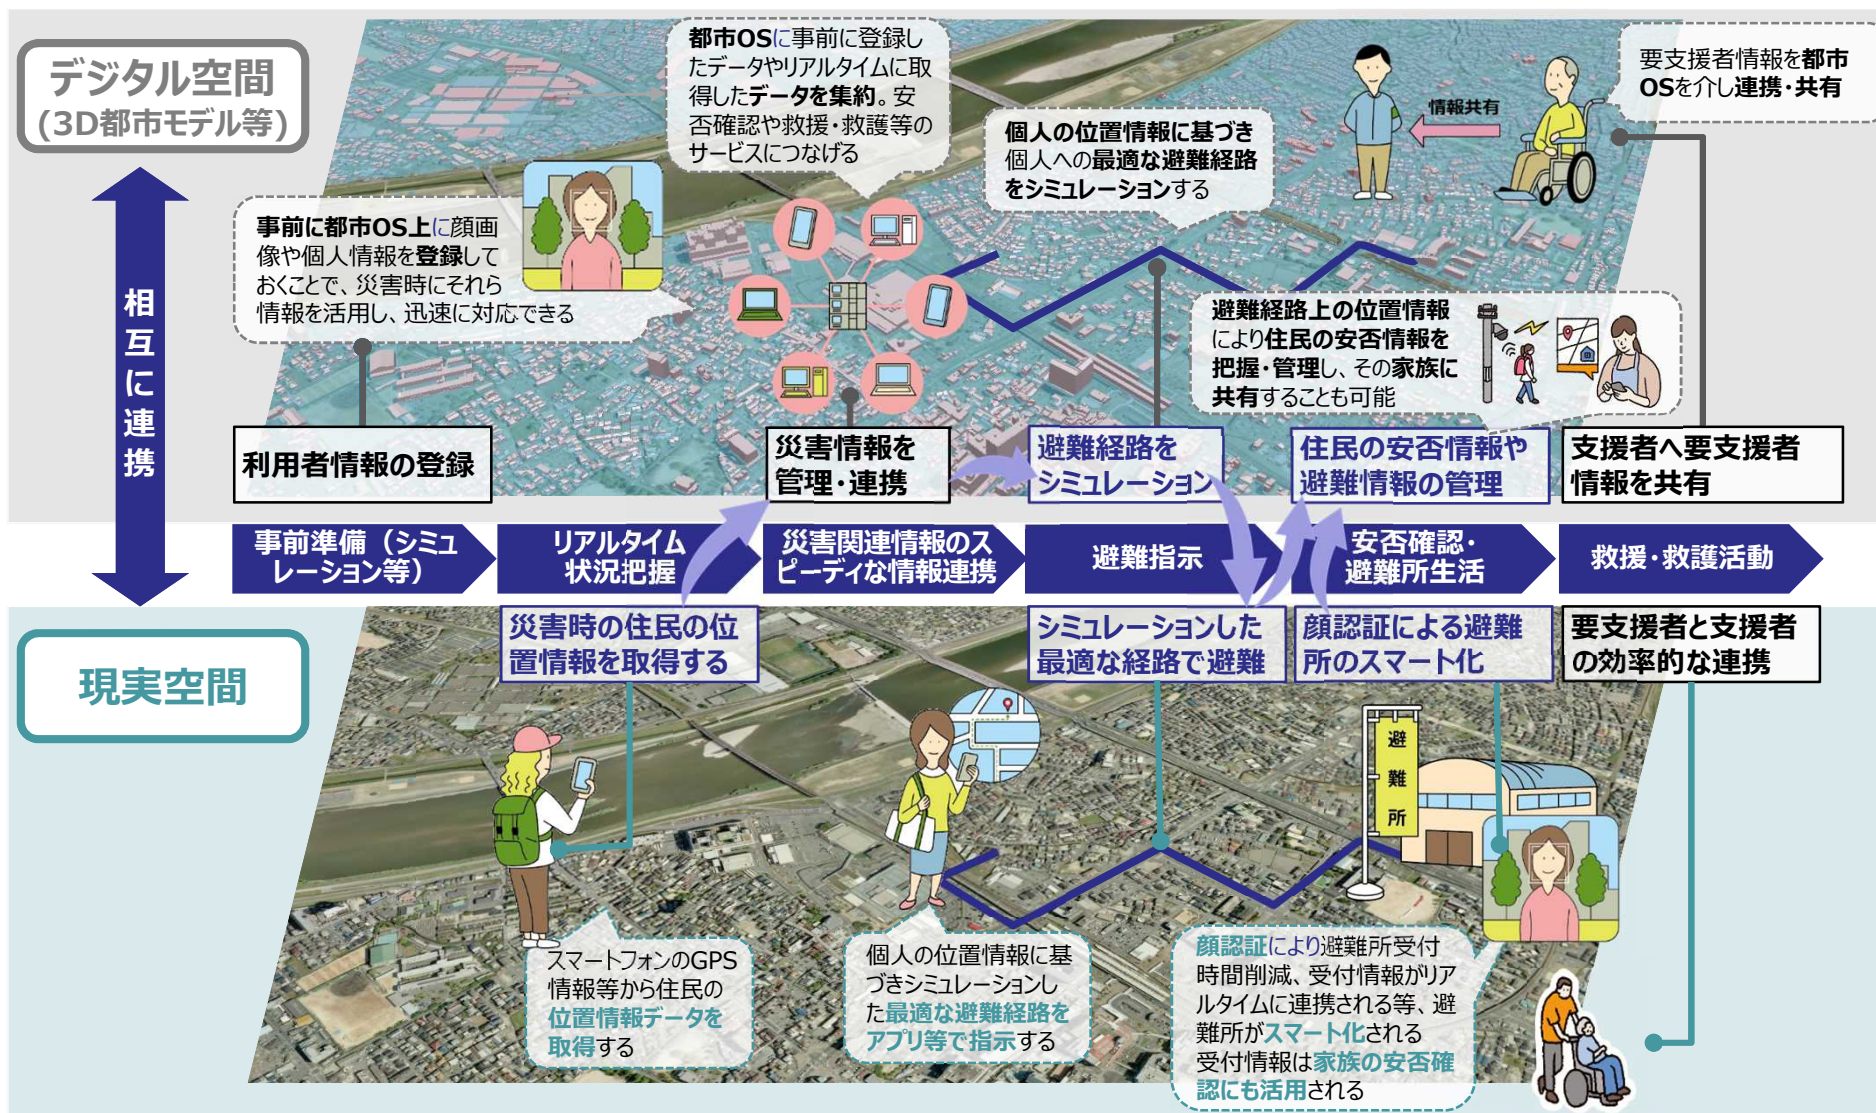 デジタル空間
(3D都市モデル等)
相互に連携
現実空間
事前に都市OS上に顔画
像や個人情報を登録して
おくことで、災害時にそれら
情報を活用し、迅速に対応できる
都市OSに事前に登録し
たデータやリアルタイムに取
得したデータを集約。安
否確認や救援・救護等の
サービスにつなげる
個人の位置情報に基づき
個人への最適な避難経路
をシミュレーションする
情報共有
要支援者情報を都市
OSを介し連携・共有
避難経路上の位置情報
により住民の安否情報を
把握・管理し、その家族に
共有することも可能
利用者情報の登録
災害情報を
管理・連携
避難経路を
シミュレーション
住民の安否情報や
避難情報の管理
支援者へ要支援者
情報を共有
事前準備（シミュ
レーション等）
リアルタイム
状況把握
災害関連情報のス
ピーディな情報連携
避難指示
安否確認・
避難所生活
救援・救護活動
災害時の住民の位
置情報を取得する
シミュレーションした
最適な経路で避難
顔認証による避難
所のスマート化
要支援者と支援者
の効率的な連携
避難所
スマートフォンのGPS
情報等から住民の
位置情報データを
取得する
個人の位置情報に基
づきシミュレーションし
た最適な避難経路を
アプリ等で指示する
顔認証により避難所受付
時間削減、受付情報がリア
ルタイムに連携される等、避
難所がスマート化される
受付情報は家族の安否確
認にも活用される